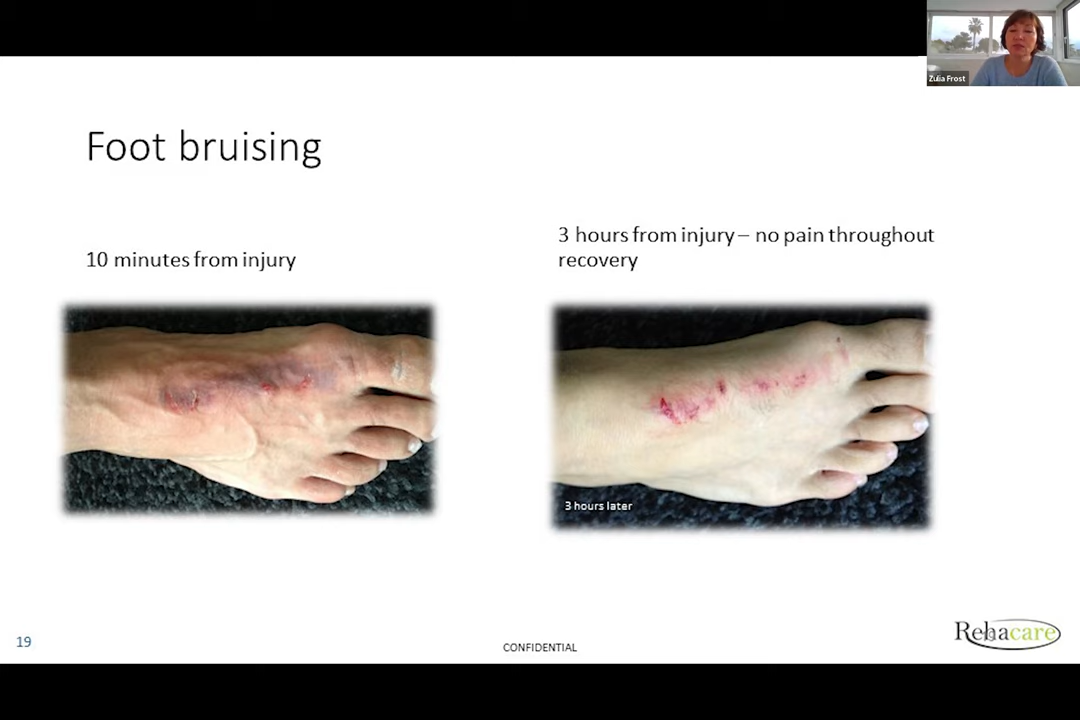 Zulia Frost
Foot bruising
10 minutes from injury
3 hours from injury – no pain throughout
recovery
3 hours later
19
CONFIDENTIAL
Rehacare